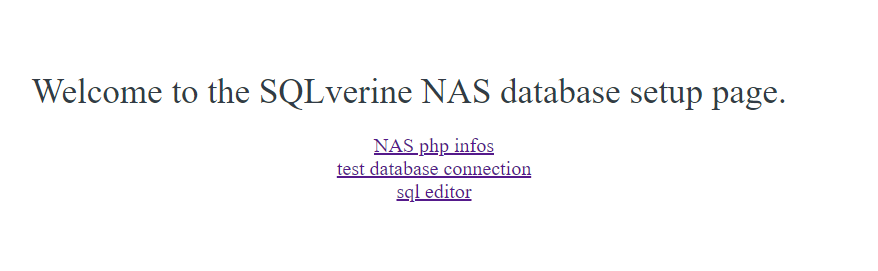 Welcome to the SQLverine NAS database setup page.
NAS php infos
test database connection
sql editor